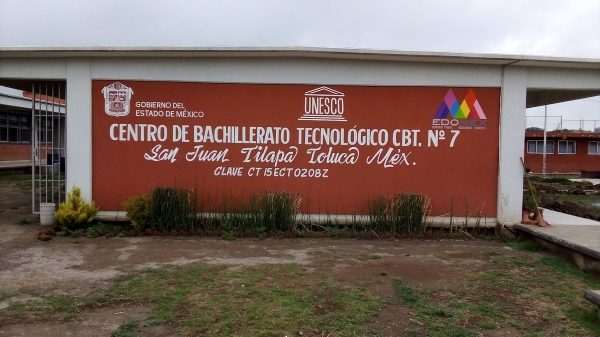 GOBIERNO DEL
ESTADO DE MÉXICO
UNESCO
EDOMÉX
CENTRO DE BACHILLERATO TECNOLÓGICO CBT. Nº 7
San Juan Tilapa Toluca Méx.
CLAVE CT 15ECT0208Z